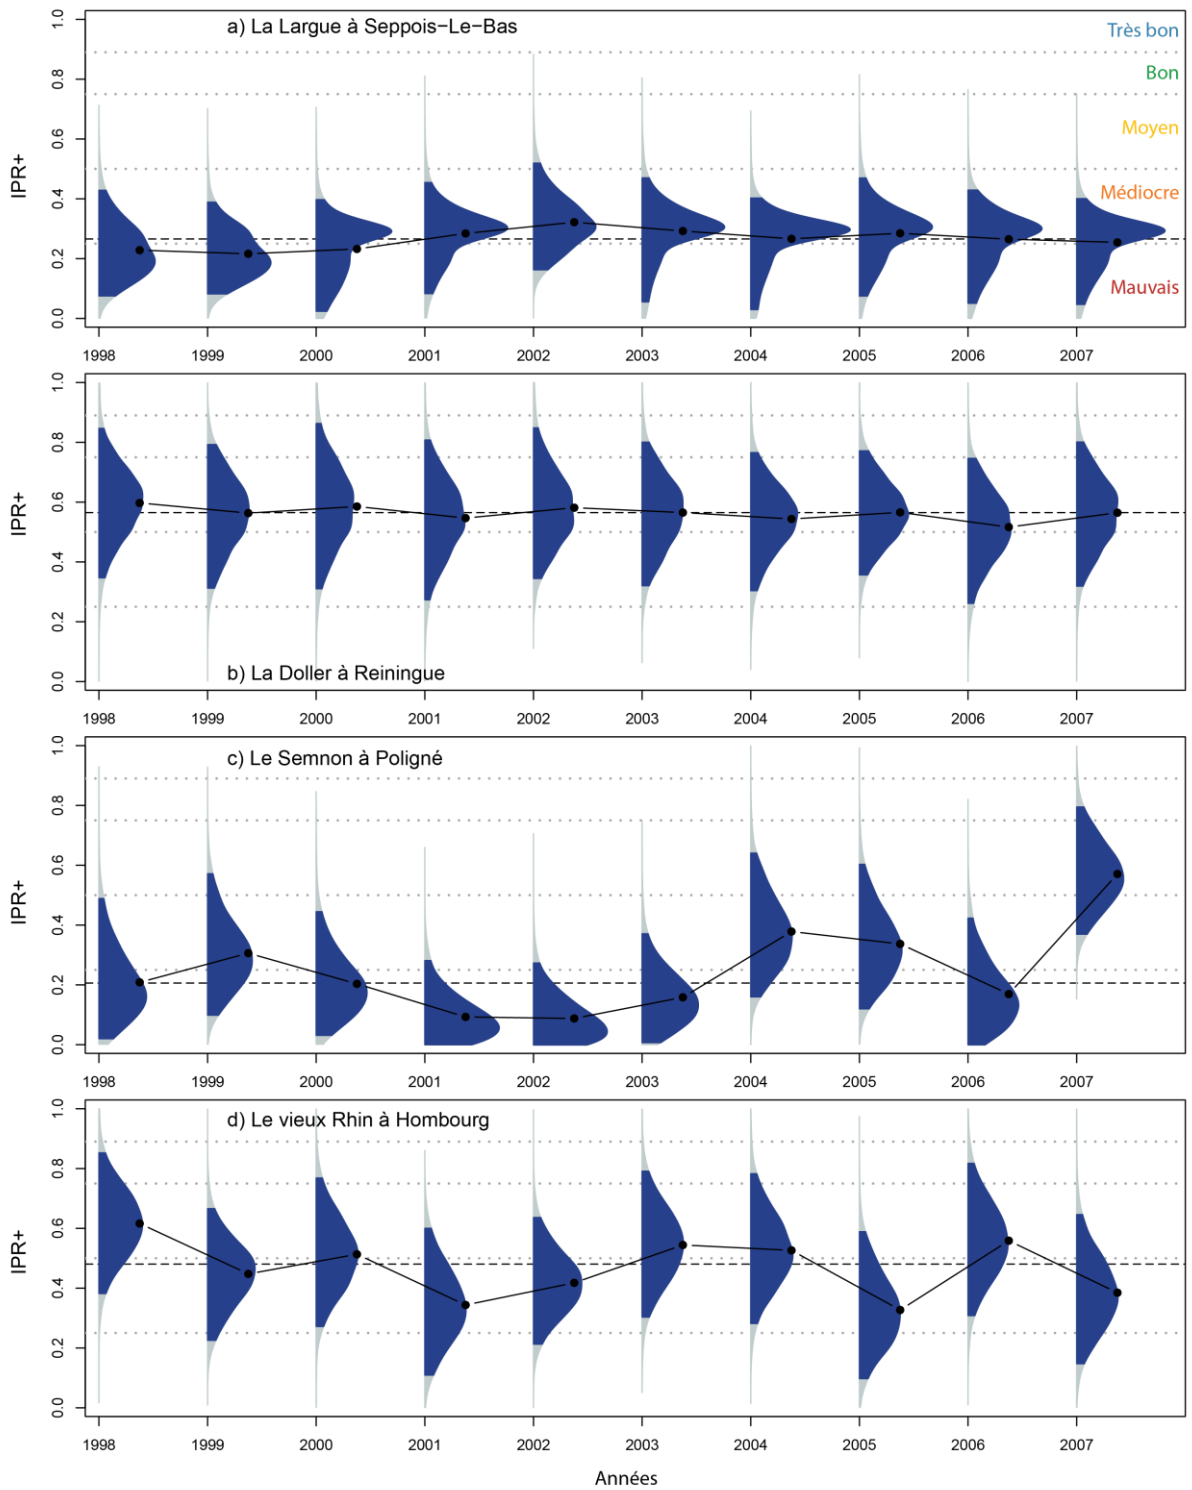 a) La Largue à Seppois−Le−Bas
Très bon
Bon
Moyen
Médiocre
Mauvais
IPR+
1.0
0.8
0.6
0.4
0.2
0.0
1998 1999 2000 2001 2002 2003 2004 2005 2006 2007
IPR+
1.0
0.8
0.6
0.4
0.2
0.0
b) La Doller à Reiningue
1998 1999 2000 2001 2002 2003 2004 2005 2006 2007
c) Le Semnon à Poligné
IPR+
1.0
0.8
0.6
0.4
0.2
0.0
1998 1999 2000 2001 2002 2003 2004 2005 2006 2007
d) Le vieux Rhin à Hombourg
IPR+
1.0
0.8
0.6
0.4
0.2
0.0
1998 1999 2000 2001 2002 2003 2004 2005 2006 2007
Années